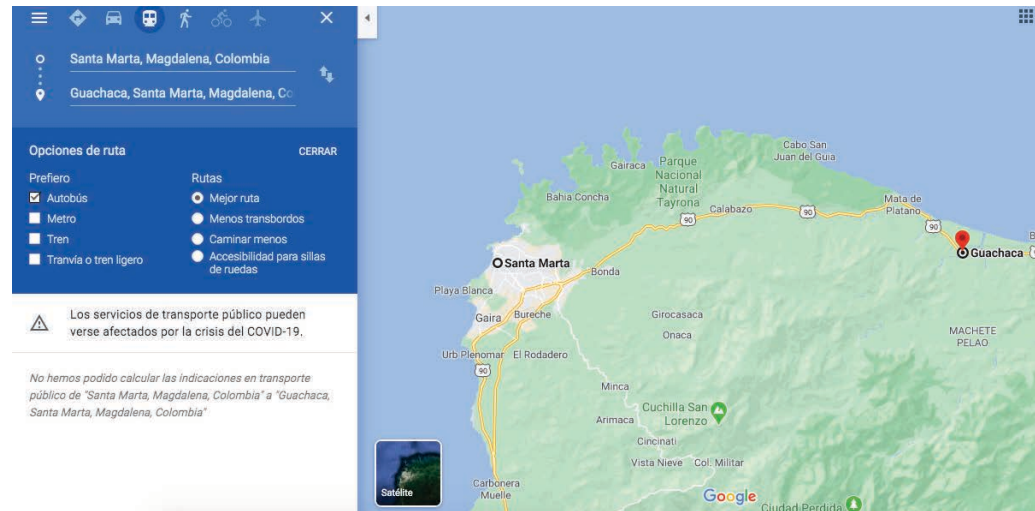 Santa Marta, Magdalena, Colombia
Guachaca, Santa Marta, Magdalena, Co
Opciones de ruta
CERRAR
Prefiero
Rutas
Autobús
Mejor ruta
Metro
Menos transbordos
Tren
Caminar menos
Tranvía o tren ligero
Accesibilidad para sillas
de ruedas
Los servicios de transporte público pueden
verse afectados por la crisis del COVID-19.
No hemos podido calcular las indicaciones en transporte
público de "Santa Marta, Magdalena, Colombia" a "Guachaca,
Santa Marta, Magdalena, Colombia"
Satélite
Cabo San
Juan del Guia
Gairaca
Parque
Nacional
Natural
Tayrona
Bahia Concha
Calabazo
Mata de
Platano
90
90
90
Guachaca
Santa Marta
Bonda
Playa Blanca
Gaira
Bureche
Girocasaca
Onaca
MACHETE
PELAO
Urb Plenomar
El Rodadero
90
Minca
Cuchilla San
Lorenzo
Arimaca
Cincinati
Vista Nieve
Col. Militar
Carbonera
Muelle
Google
Ciudad Perdida